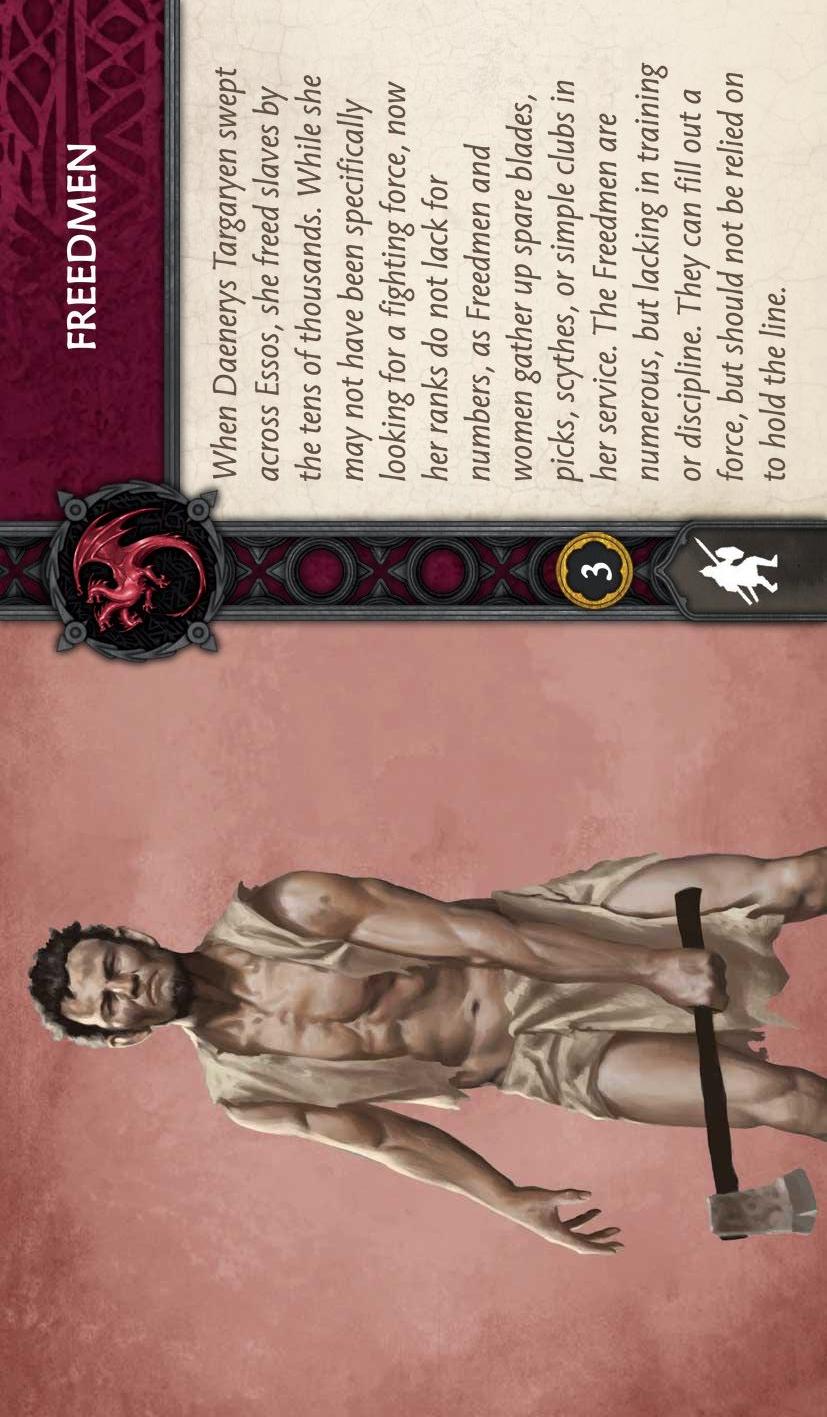 FREEDMEN
When Daenerys Targaryen swept
across Essos, she freed slaves by
the tens of thousands. While she
may not have been specifically
looking for a fighting force, now
her ranks do not lack for
numbers, as Freedmen and
women gather up spare blades,
picks, scythes, or simple clubs in
her service. The Freedmen are
numerous, but lacking in training
or discipline. They can fill out a
force, but should not be relied on
to hold the line.
3